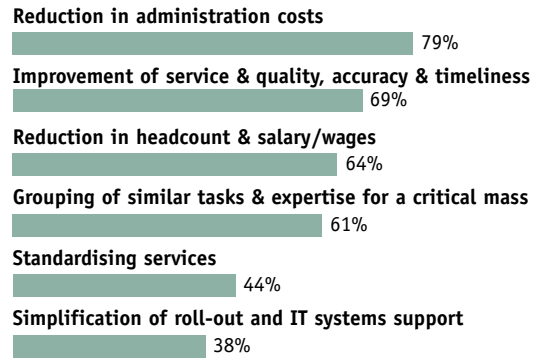 Reduction in administration costs
79%
Improvement of service & quality, accuracy & timeliness
69%
Reduction in headcount & salary/wages
64%
Grouping of similar tasks & expertise for a critical mass
61%
Standardising services
44%
Simplification of roll-out and IT systems support
38%